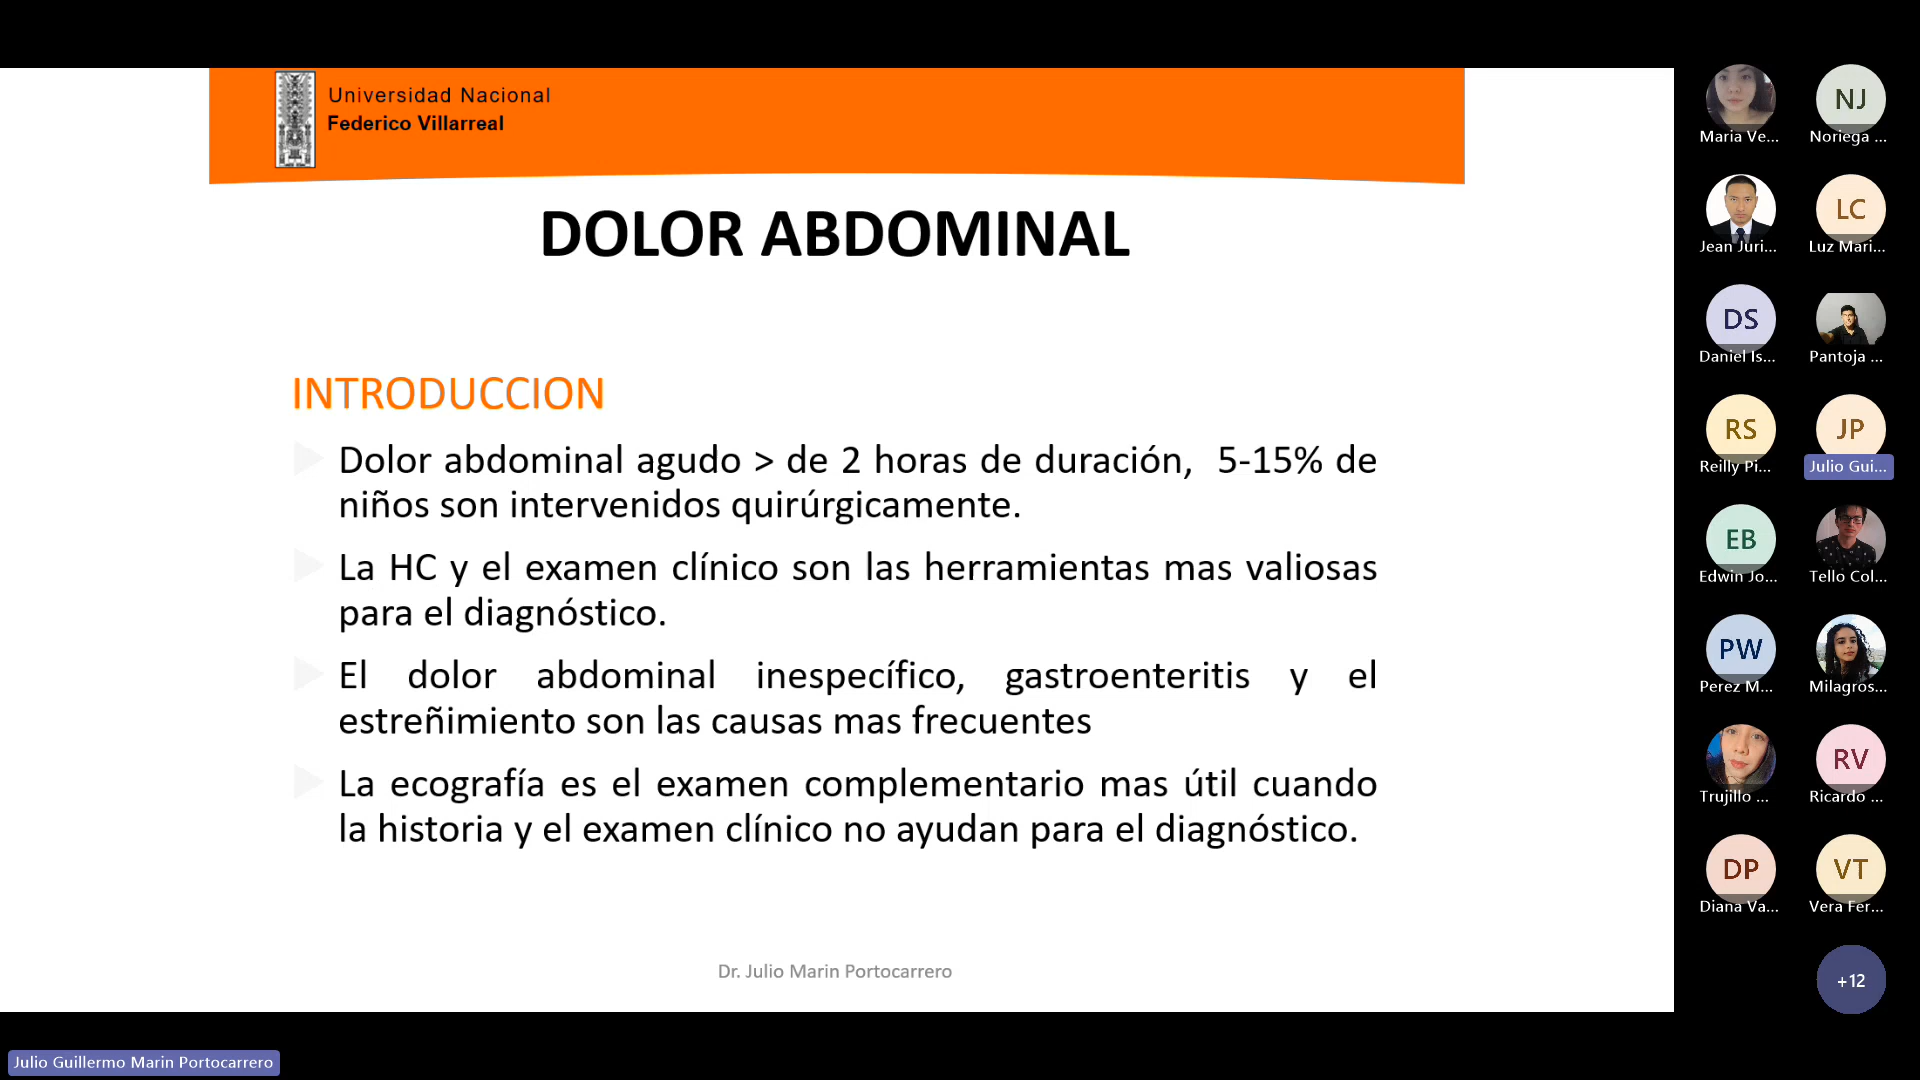 Universidad Nacional
Federico Villarreal
DOLOR ABDOMINAL
INTRODUCCION
Dolor abdominal agudo > de 2 horas de duración, 5-15% de
niños son intervenidos quirúrgicamente.
La HC y el examen clínico son las herramientas mas valiosas
para el diagnóstico.
El dolor abdominal inespecífico, gastroenteritis y el
estreñimiento son las causas mas frecuentes
La ecografía es el examen complementario mas útil cuando
la historia y el examen clínico no ayudan para el diagnóstico.
Dr. Julio Marin Portocarrero
Julio Guillermo Marin Portocarrero
Maria Ve...
NJ
Noriega ...
Jean Juri...
LC
Luz Mari...
DS
Daniel Is...
Pantoja ...
RS
Reilly Pi...
JP
Julio Gui...
EB
Edwin Jo...
Tello Col...
PW
Perez M...
Milagros...
Trujillo ...
RV
Ricardo ...
DP
Diana Va...
VT
Vera Fer...
+12